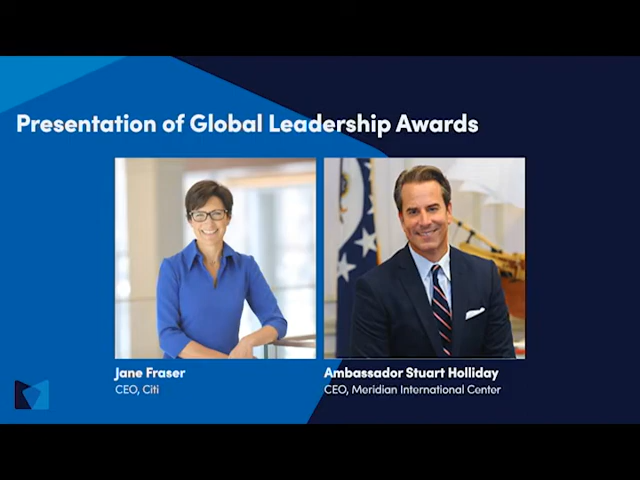 Presentation of Global Leadership Awards
Jane Fraser
CEO, Citi
Ambassador Stuart Holliday
CEO, Meridian International Center